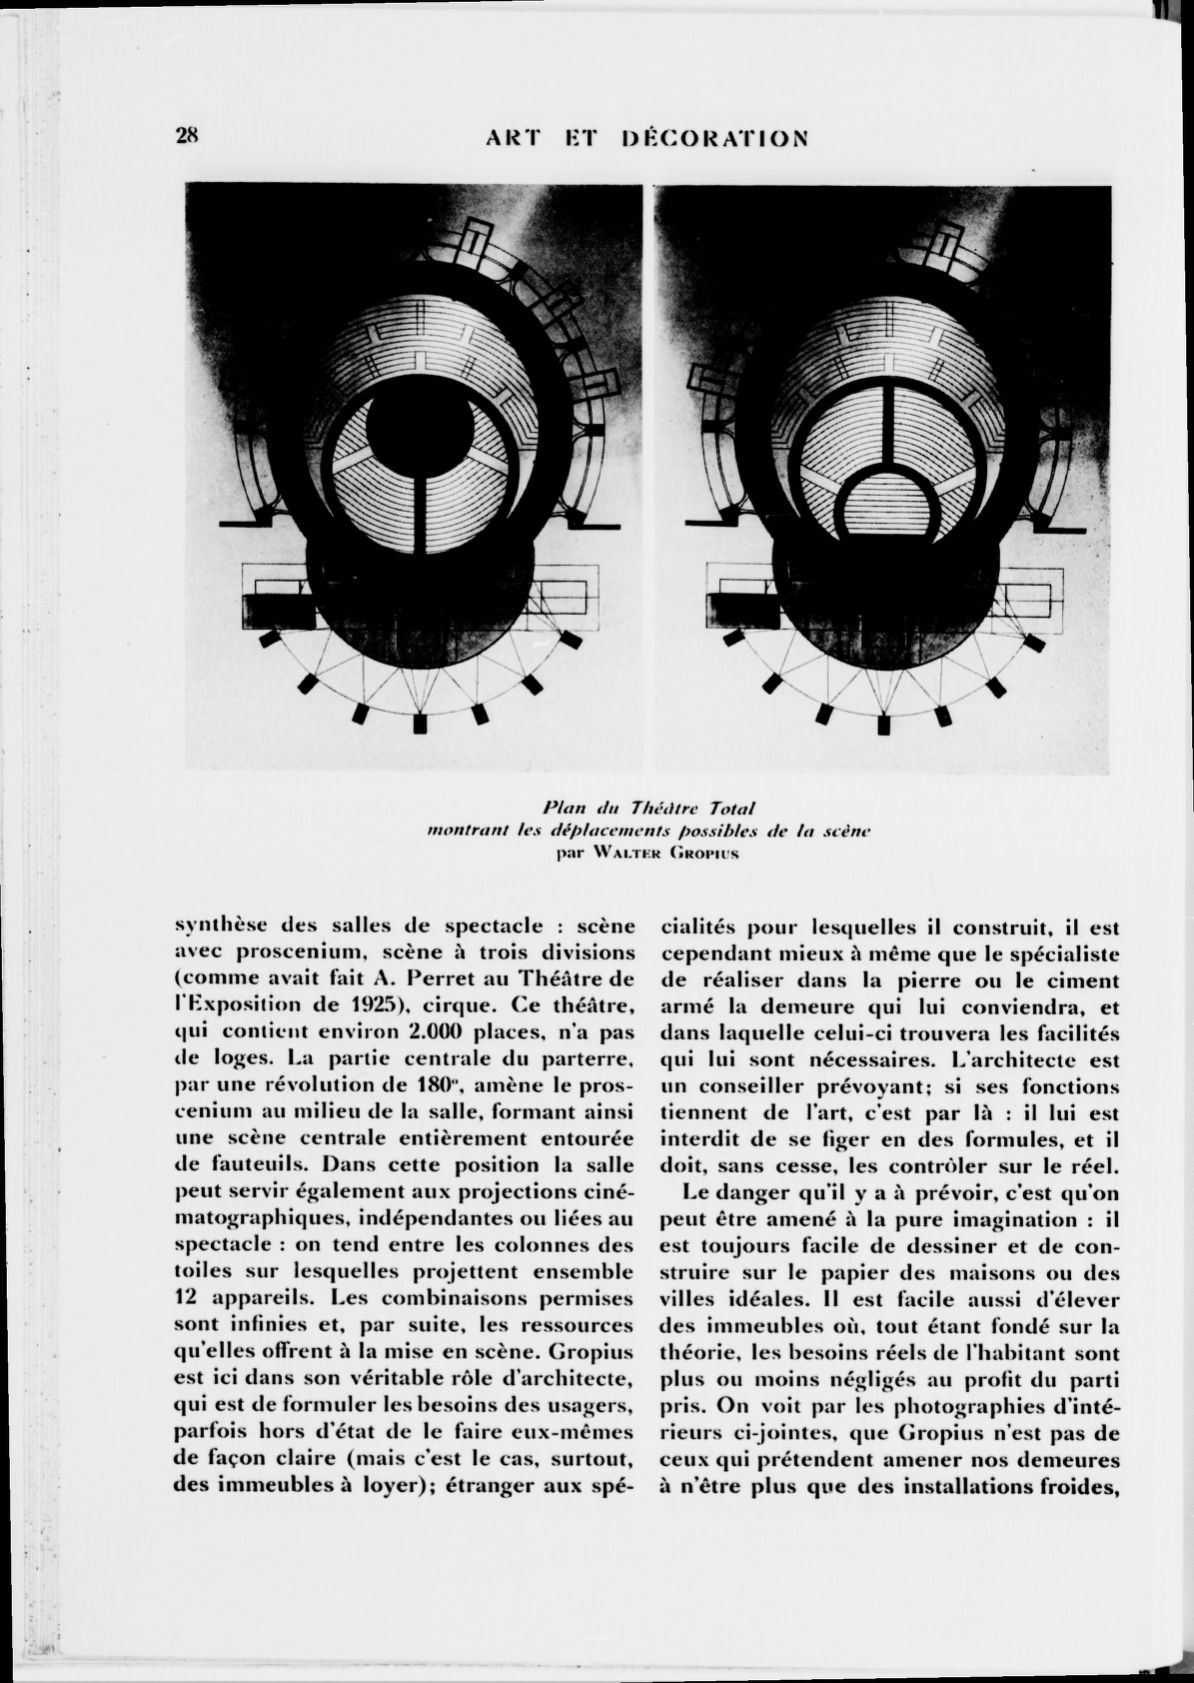 28
ART ET DÉCORATION
Plan du Théâtre Total
montrant les déplacements possibles de la scène
par WALTER GROPIUS
synthèse des salles de spectacle : scène
avec proscenium, scène à trois divisions
(comme avait fait A. Perret au Théâtre de
l'Exposition de 1925), cirque. Ce théâtre,
qui contient environ 2.000 places, n'a pas
de loges. La partie centrale du parterre,
par une révolution de 180°, amène le pros-
cenium au milieu de la salle, formant ainsi
une scène centrale entièrement entourée
de fauteuils. Dans cette position la salle
peut servir également aux projections ciné-
matographiques, indépendantes ou liées au
spectacle : on tend entre les colonnes des
toiles sur lesquelles projettent ensemble
12 appareils. Les combinaisons permises
sont infinies et, par suite, les ressources
qu'elles offrent à la mise en scène. Gropius
est ici dans son véritable rôle d'architecte,
qui est de formuler les besoins des usagers,
parfois hors d'état de le faire eux-mêmes
de façon claire (mais c'est le cas, surtout,
des immeubles à loyer); étranger aux spé-
cialités pour lesquelles il construit, il est
cependant mieux à même que le spécialiste
de réaliser dans la pierre ou le ciment
armé la demeure qui lui conviendra, et
dans laquelle celui-ci trouvera les facilités
qui lui sont nécessaires. L'architecte est
un conseiller prévoyant; si ses fonctions
tiennent de l'art, c'est par là : il lui est
interdit de se figer en des formules, et il
doit, sans cesse, les contrôler sur le réel.
Le danger qu'il y a à prévoir, c'est qu'on
peut être amené à la pure imagination : il
est toujours facile de dessiner et de con-
struire sur le papier des maisons ou des
villes idéales. Il est facile aussi d'élever
des immeubles où, tout étant fondé sur la
théorie, les besoins réels de l'habitant sont
plus ou moins négligés au profit du parti
pris. On voit par les photographies d'inté-
rieurs ci-jointes, que Gropius n'est pas de
ceux qui prétendent amener nos demeures
à n'être plus que des installations froides,